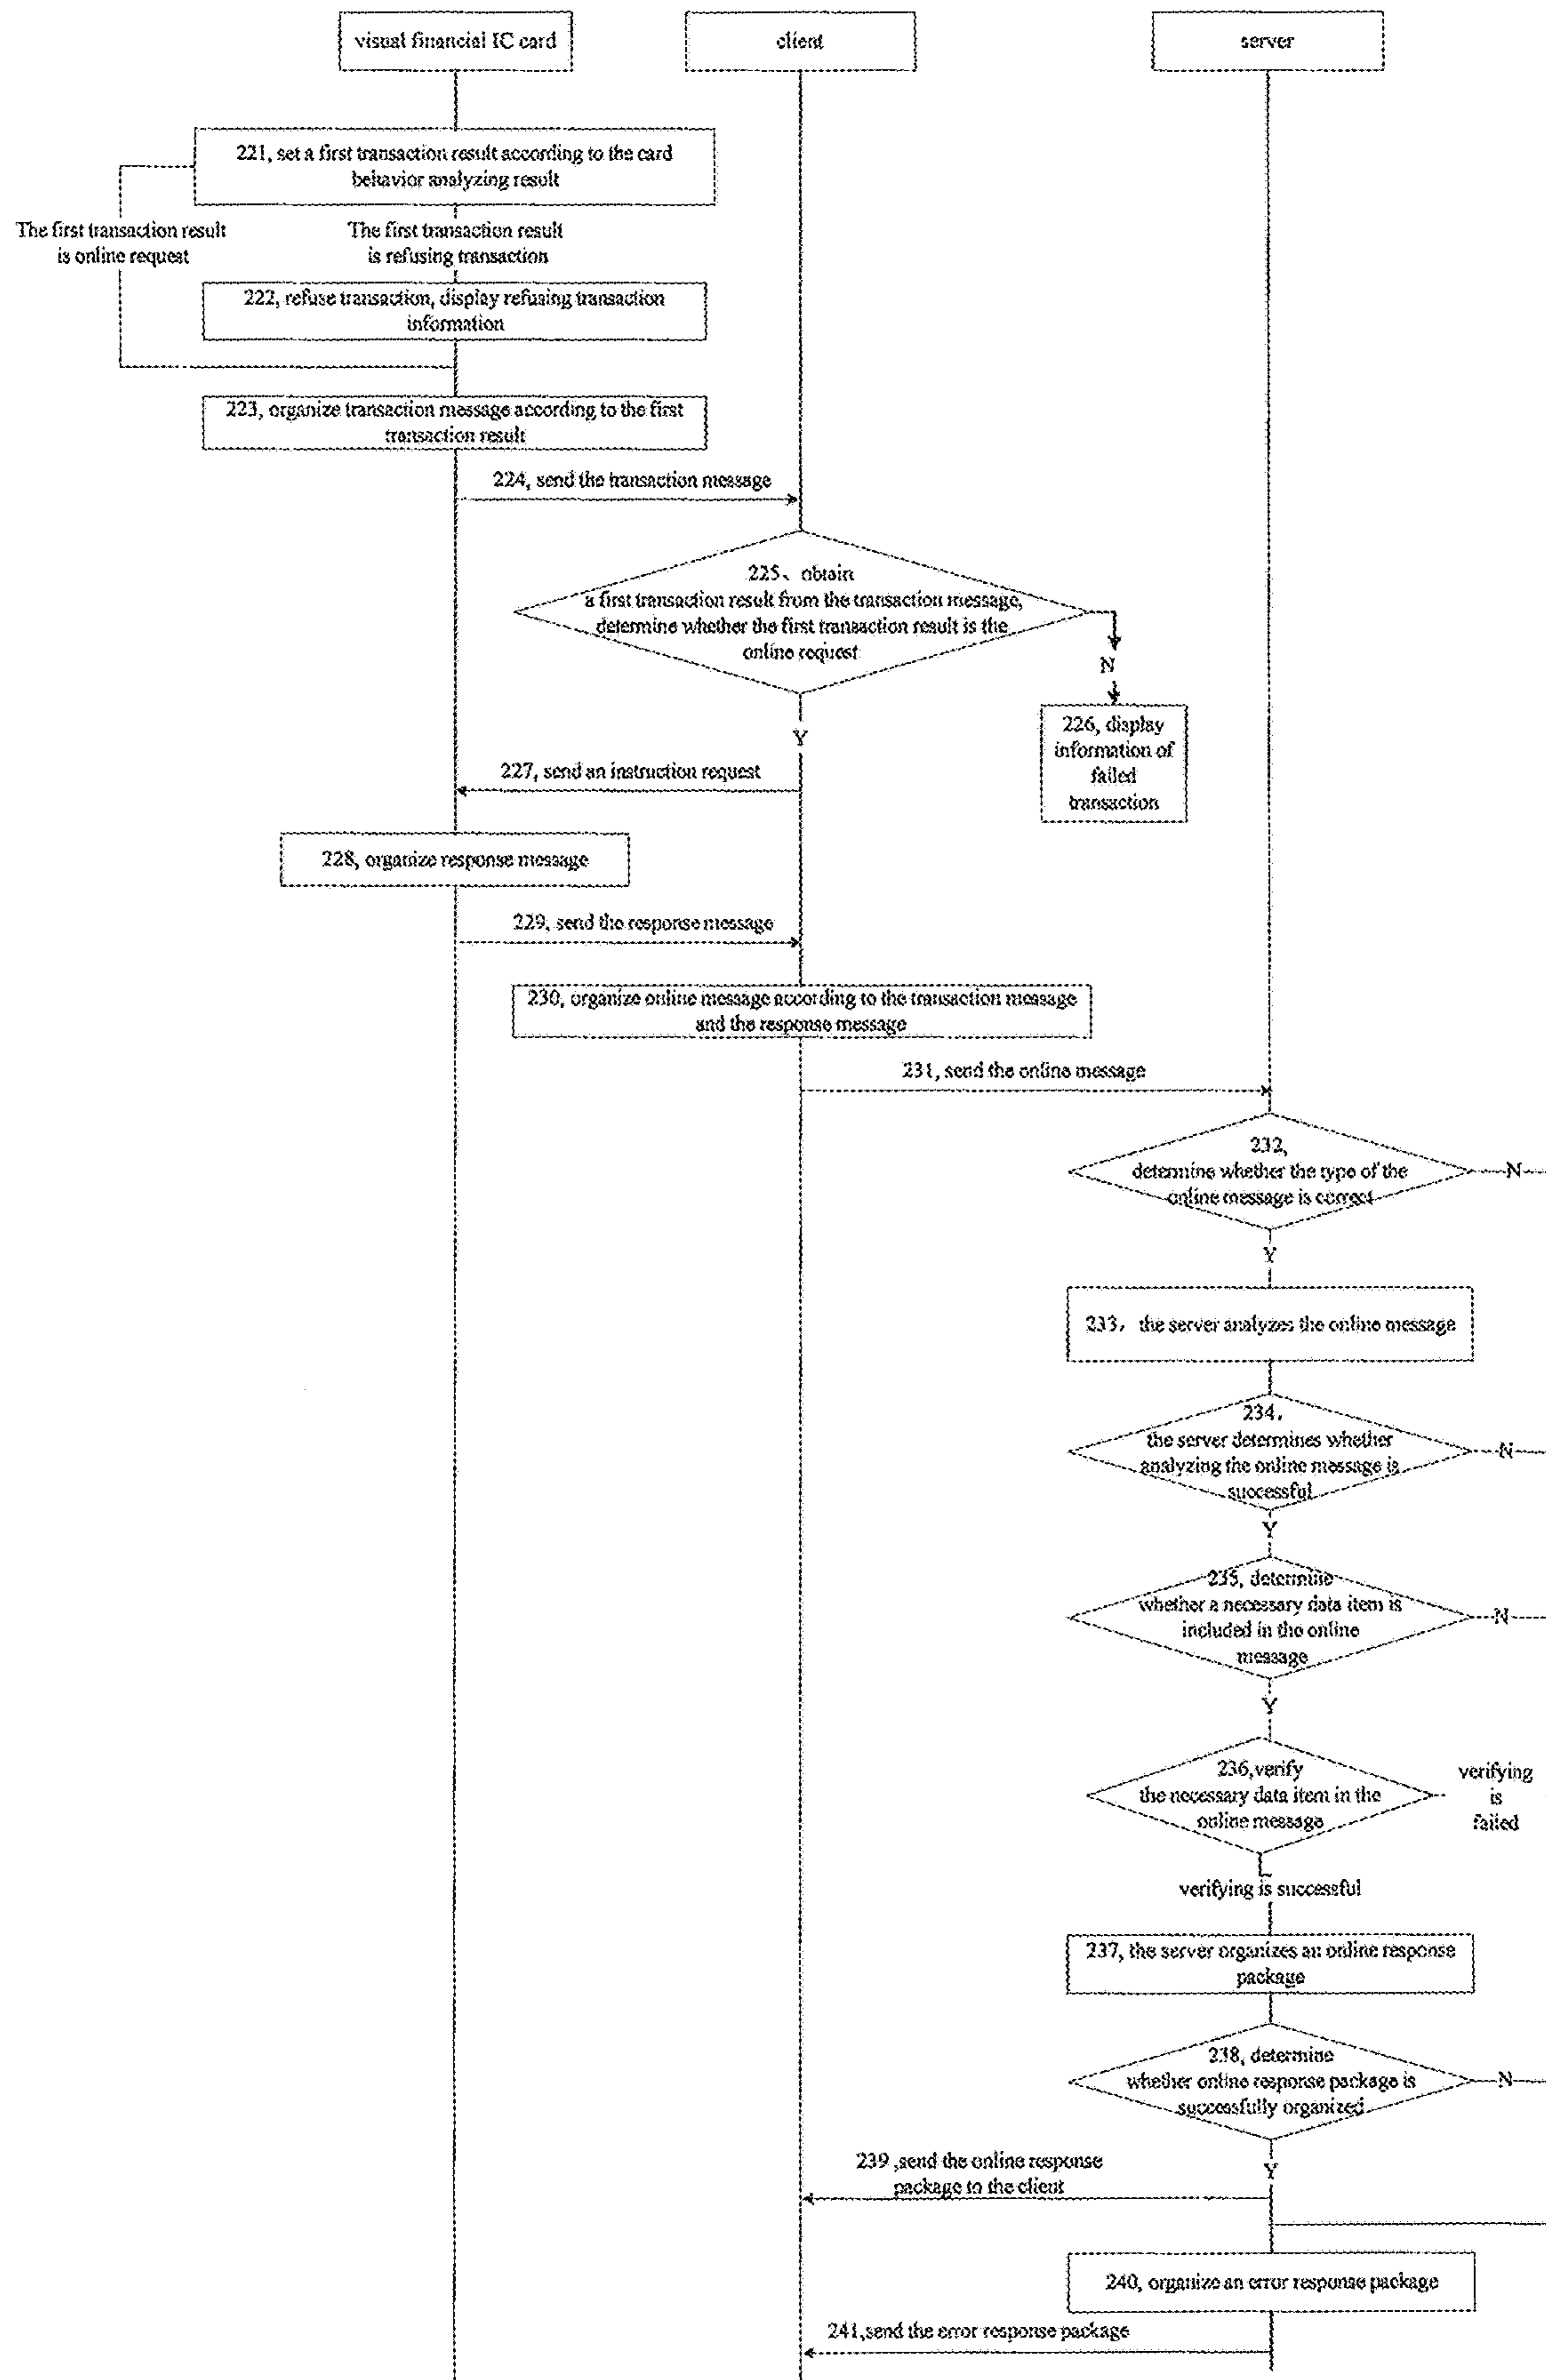 visual financial IC card
client
server
221, set a first transaction result according to the card
behavior analyzing result
The first transaction result
is online request
The first transaction result
is refusing transaction
222, refuse transaction, display refusing transaction
information
223, organize transaction message according to the first
transaction result
224, send the transaction message
225、obtain
a first transaction result from the transaction message,
determine whether the first transaction result is the
online request
N
226, display
information of
failed
transaction
Y
227, send an instruction request
228, organize response message
229, send the response message
230, organize online message according to the transaction message
and the response message
231, send the online message
232,
determine whether the type of the
online message is correct
N
Y
233，the server analyzes the online message
234，
the server determines whether
analyzing the online message is
successful
N
Y
235, determine
whether a necessary data item is
included in the online
message
N
Y
236,verify
the necessary data item in the
online message
verifying
is
failed
verifying is successful
237, the server organizes an online response
package
238, determine
whether online response package is
successfully organized
N
Y
239 ,send the online response
package to the client
240, organize an error response package
241,send the error response package